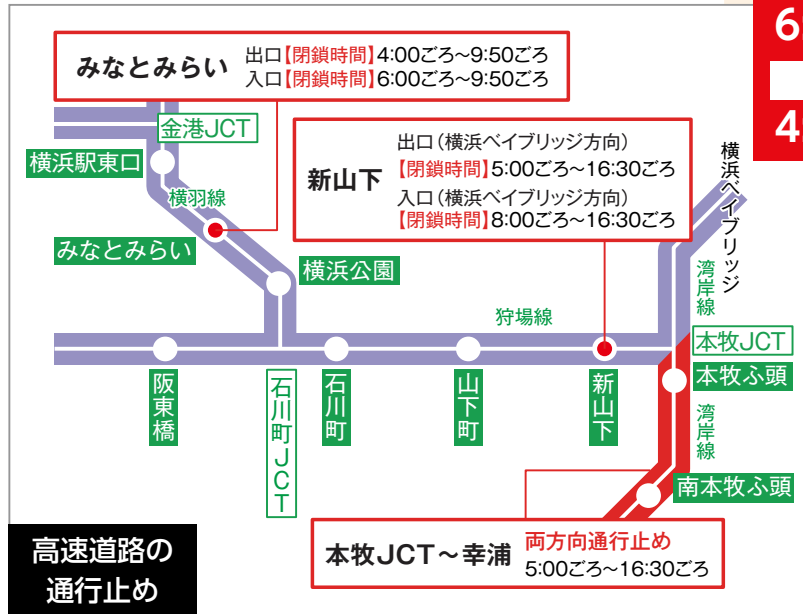 みなとみらい
出口【閉鎖時間】4:00ごろ～9:50ごろ
入口【閉鎖時間】6:00ごろ～9:50ごろ
6
4
金港JCT
横浜駅東口
横羽線
みなとみらい
横浜公園
新山下
出口（横浜ベイブリッジ方向）
【閉鎖時間】5:00ごろ～16:30ごろ
入口（横浜ベイブリッジ方向）
【閉鎖時間】8:00ごろ～16:30ごろ
横浜ベイブリッジ
湾岸線
狩場線
本牧JCT
本牧ふ頭
阪東橋
石川町JCT
石川町
山下町
新山下
湾岸線
南本牧ふ頭
本牧JCT～幸浦
両方向通行止め
5:00ごろ～16:30ごろ
高速道路の
通行止め